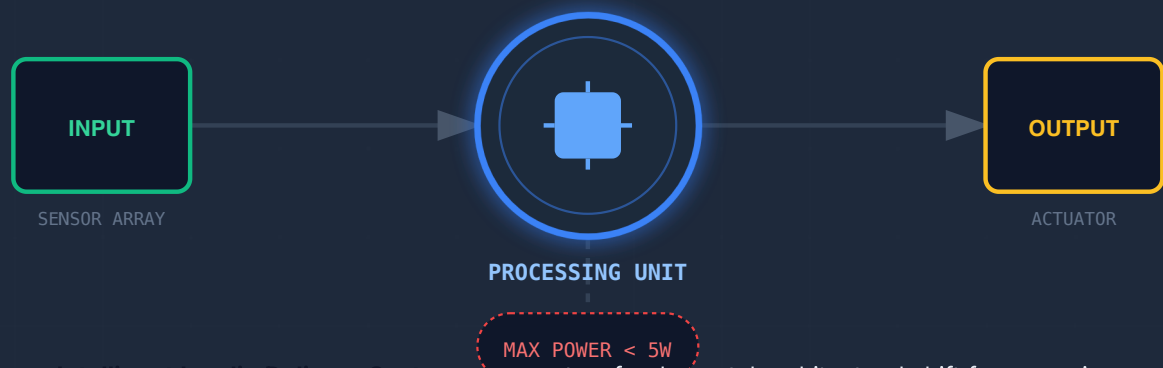 INPUT
OUTPUT
SENSOR ARRAY
ACTUATOR
PROCESSING UNIT
MAX POWER < 5W